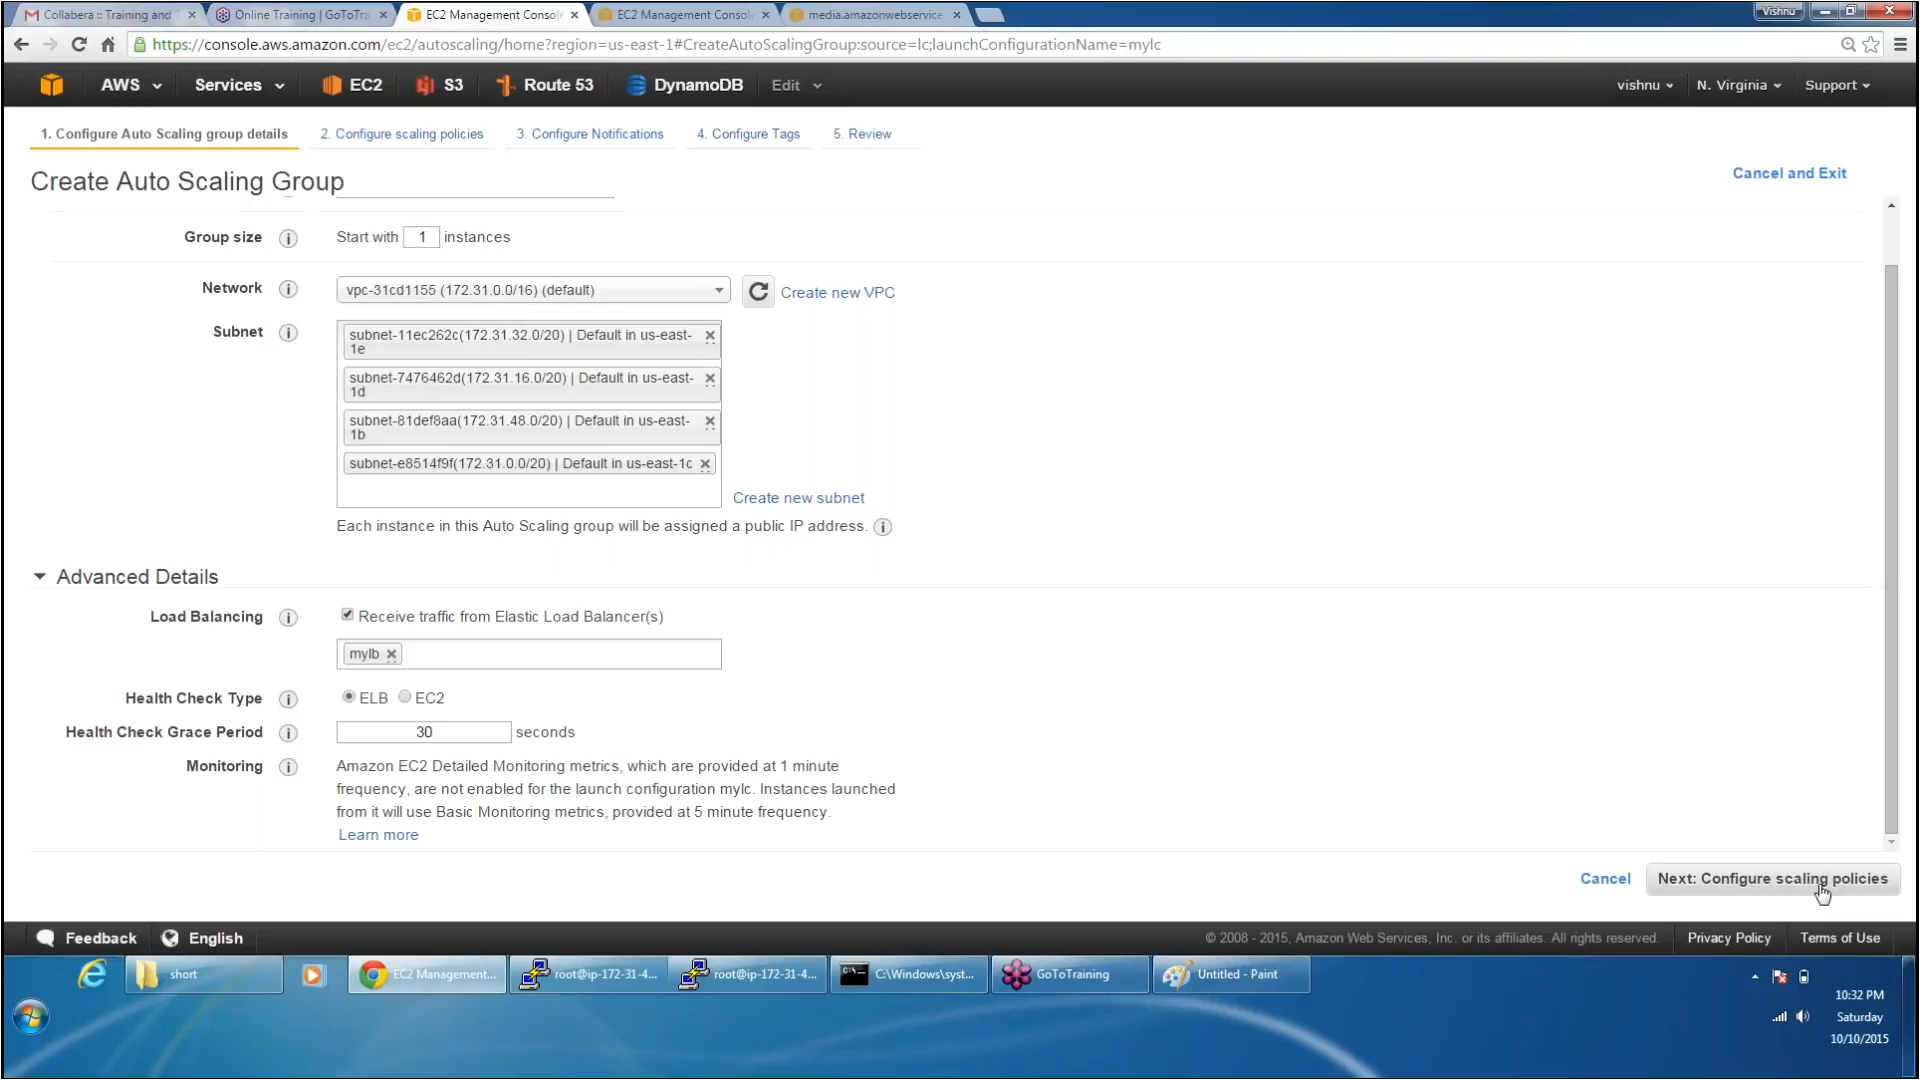 Collabera :: Training and T
Online Training | GoToTra
EC2 Management Consol
EC2 Management Consol
media.amazonwebservice
Vishnu
https://console.aws.amazon.com/ec2/autoscaling/home?region=us-east-1#CreateAutoScalingGroup:source=lc;launchConfigurationName=mylc
AWS
Services
EC2
S3
Route 53
DynamoDB
Edit
vishnu
N. Virginia
Support
1. Configure Auto Scaling group details
2. Configure scaling policies
3. Configure Notifications
4. Configure Tags
5. Review
Create Auto Scaling Group
Cancel and Exit
Group size
Start with 1 instances
Network
vpc-31cd1155 (172.31.0.0/16) (default)
Create new VPC
Subnet
subnet-11ec262c(172.31.32.0/20) | Default in us-east-
1e
subnet-7476462d(172.31.16.0/20) | Default in us-east-
1d
subnet-81def8aa(172.31.48.0/20) | Default in us-east-
1b
subnet-e8514f9f(172.31.0.0/20) | Default in us-east-1c
Create new subnet
Each instance in this Auto Scaling group will be assigned a public IP address.
Advanced Details
Load Balancing
Receive traffic from Elastic Load Balancer(s)
mylb
Health Check Type
ELB
EC2
Health Check Grace Period
30 seconds
Monitoring
Amazon EC2 Detailed Monitoring metrics, which are provided at 1 minute
frequency, are not enabled for the launch configuration mylc. Instances launched
from it will use Basic Monitoring metrics, provided at 5 minute frequency.
Learn more
Cancel
Next: Configure scaling policies
Feedback
English
© 2008 - 2015, Amazon Web Services, Inc. or its affiliates. All rights reserved.
Privacy Policy
Terms of Use
short
EC2 Management...
root@ip-172-31-4...
root@ip-172-31-4...
C:\Windows\syst...
GoToTraining
Untitled - Paint
10:32 PM
Saturday
10/10/2015